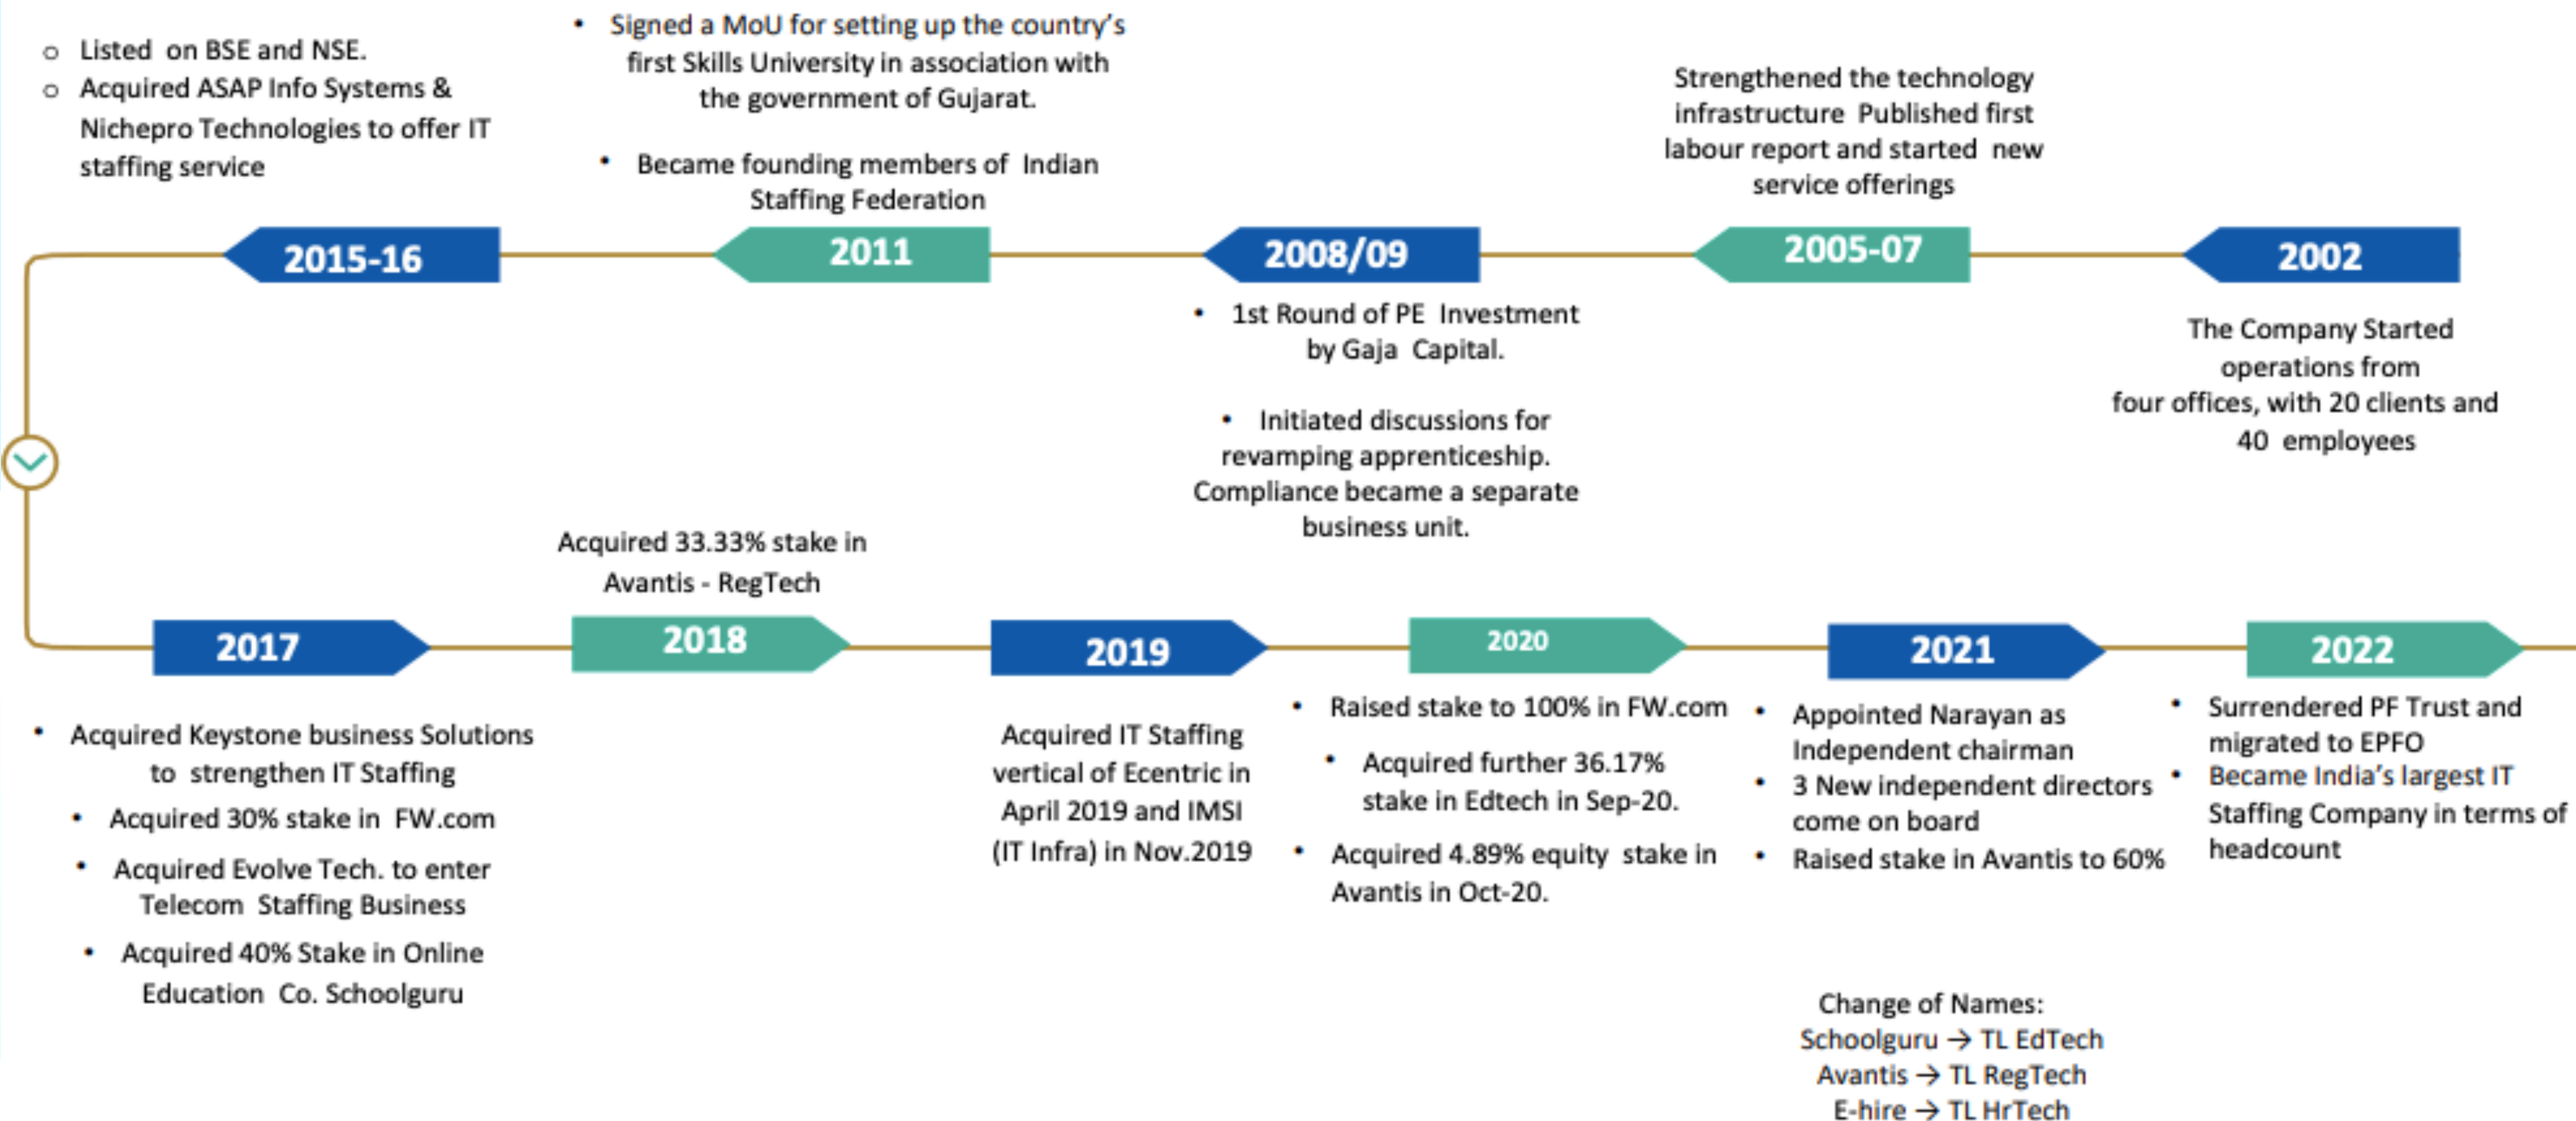 ○ Listed on BSE and NSE.
○ Acquired ASAP Info Systems &
Nichepro Technologies to offer IT
staffing service
2015-16
• Signed a MoU for setting up the country's
first Skills University in association with
the government of Gujarat.
• Became founding members of Indian
Staffing Federation
2011
2008/09
• 1st Round of PE Investment
by Gaja Capital.
• Initiated discussions for
revamping apprenticeship.
Compliance became a separate
business unit.
Strengthened the technology
infrastructure Published first
labour report and started new
service offerings
2005-07
2002
The Company Started
operations from
four offices, with 20 clients and
40 employees
2017
• Acquired Keystone business Solutions
to strengthen IT Staffing
• Acquired 30% stake in FW.com
• Acquired Evolve Tech. to enter
Telecom Staffing Business
• Acquired 40% Stake in Online
Education Co. Schoolguru
Acquired 33.33% stake in
Avantis - RegTech
2018
2019
Acquired IT Staffing
vertical of Ecentric in
April 2019 and IMSI
(IT Infra) in Nov.2019
2020
• Raised stake to 100% in FW.com
• Acquired further 36.17%
stake in Edtech in Sep-20.
• Acquired 4.89% equity stake in
Avantis in Oct-20.
2021
• Appointed Narayan as
Independent chairman
• 3 New independent directors
come on board
• Raised stake in Avantis to 60%
Change of Names:
Schoolguru → TL EdTech
Avantis → TL RegTech
E-hire → TL HrTech
2022
• Surrendered PF Trust and
migrated to EPFO
• Became India's largest IT
Staffing Company in terms of
headcount